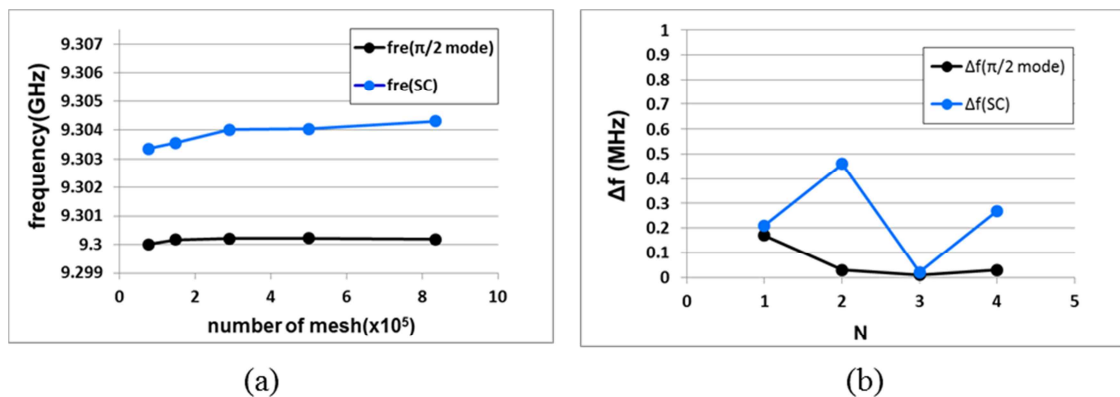 9.307
9.306
9.305
9.304
9.303
9.302
9.301
9.3
9.299
frequency(GHz)
fre(π/2 mode)
fre(SC)
0 2 4 6 8 10
number of mesh(x10⁵)
(a)
1
0.9
0.8
0.7
0.6
0.5
0.4
0.3
0.2
0.1
0
Δf (MHz)
Δf(π/2 mode)
Δf(SC)
0 1 2 3 4 5
N
(b)